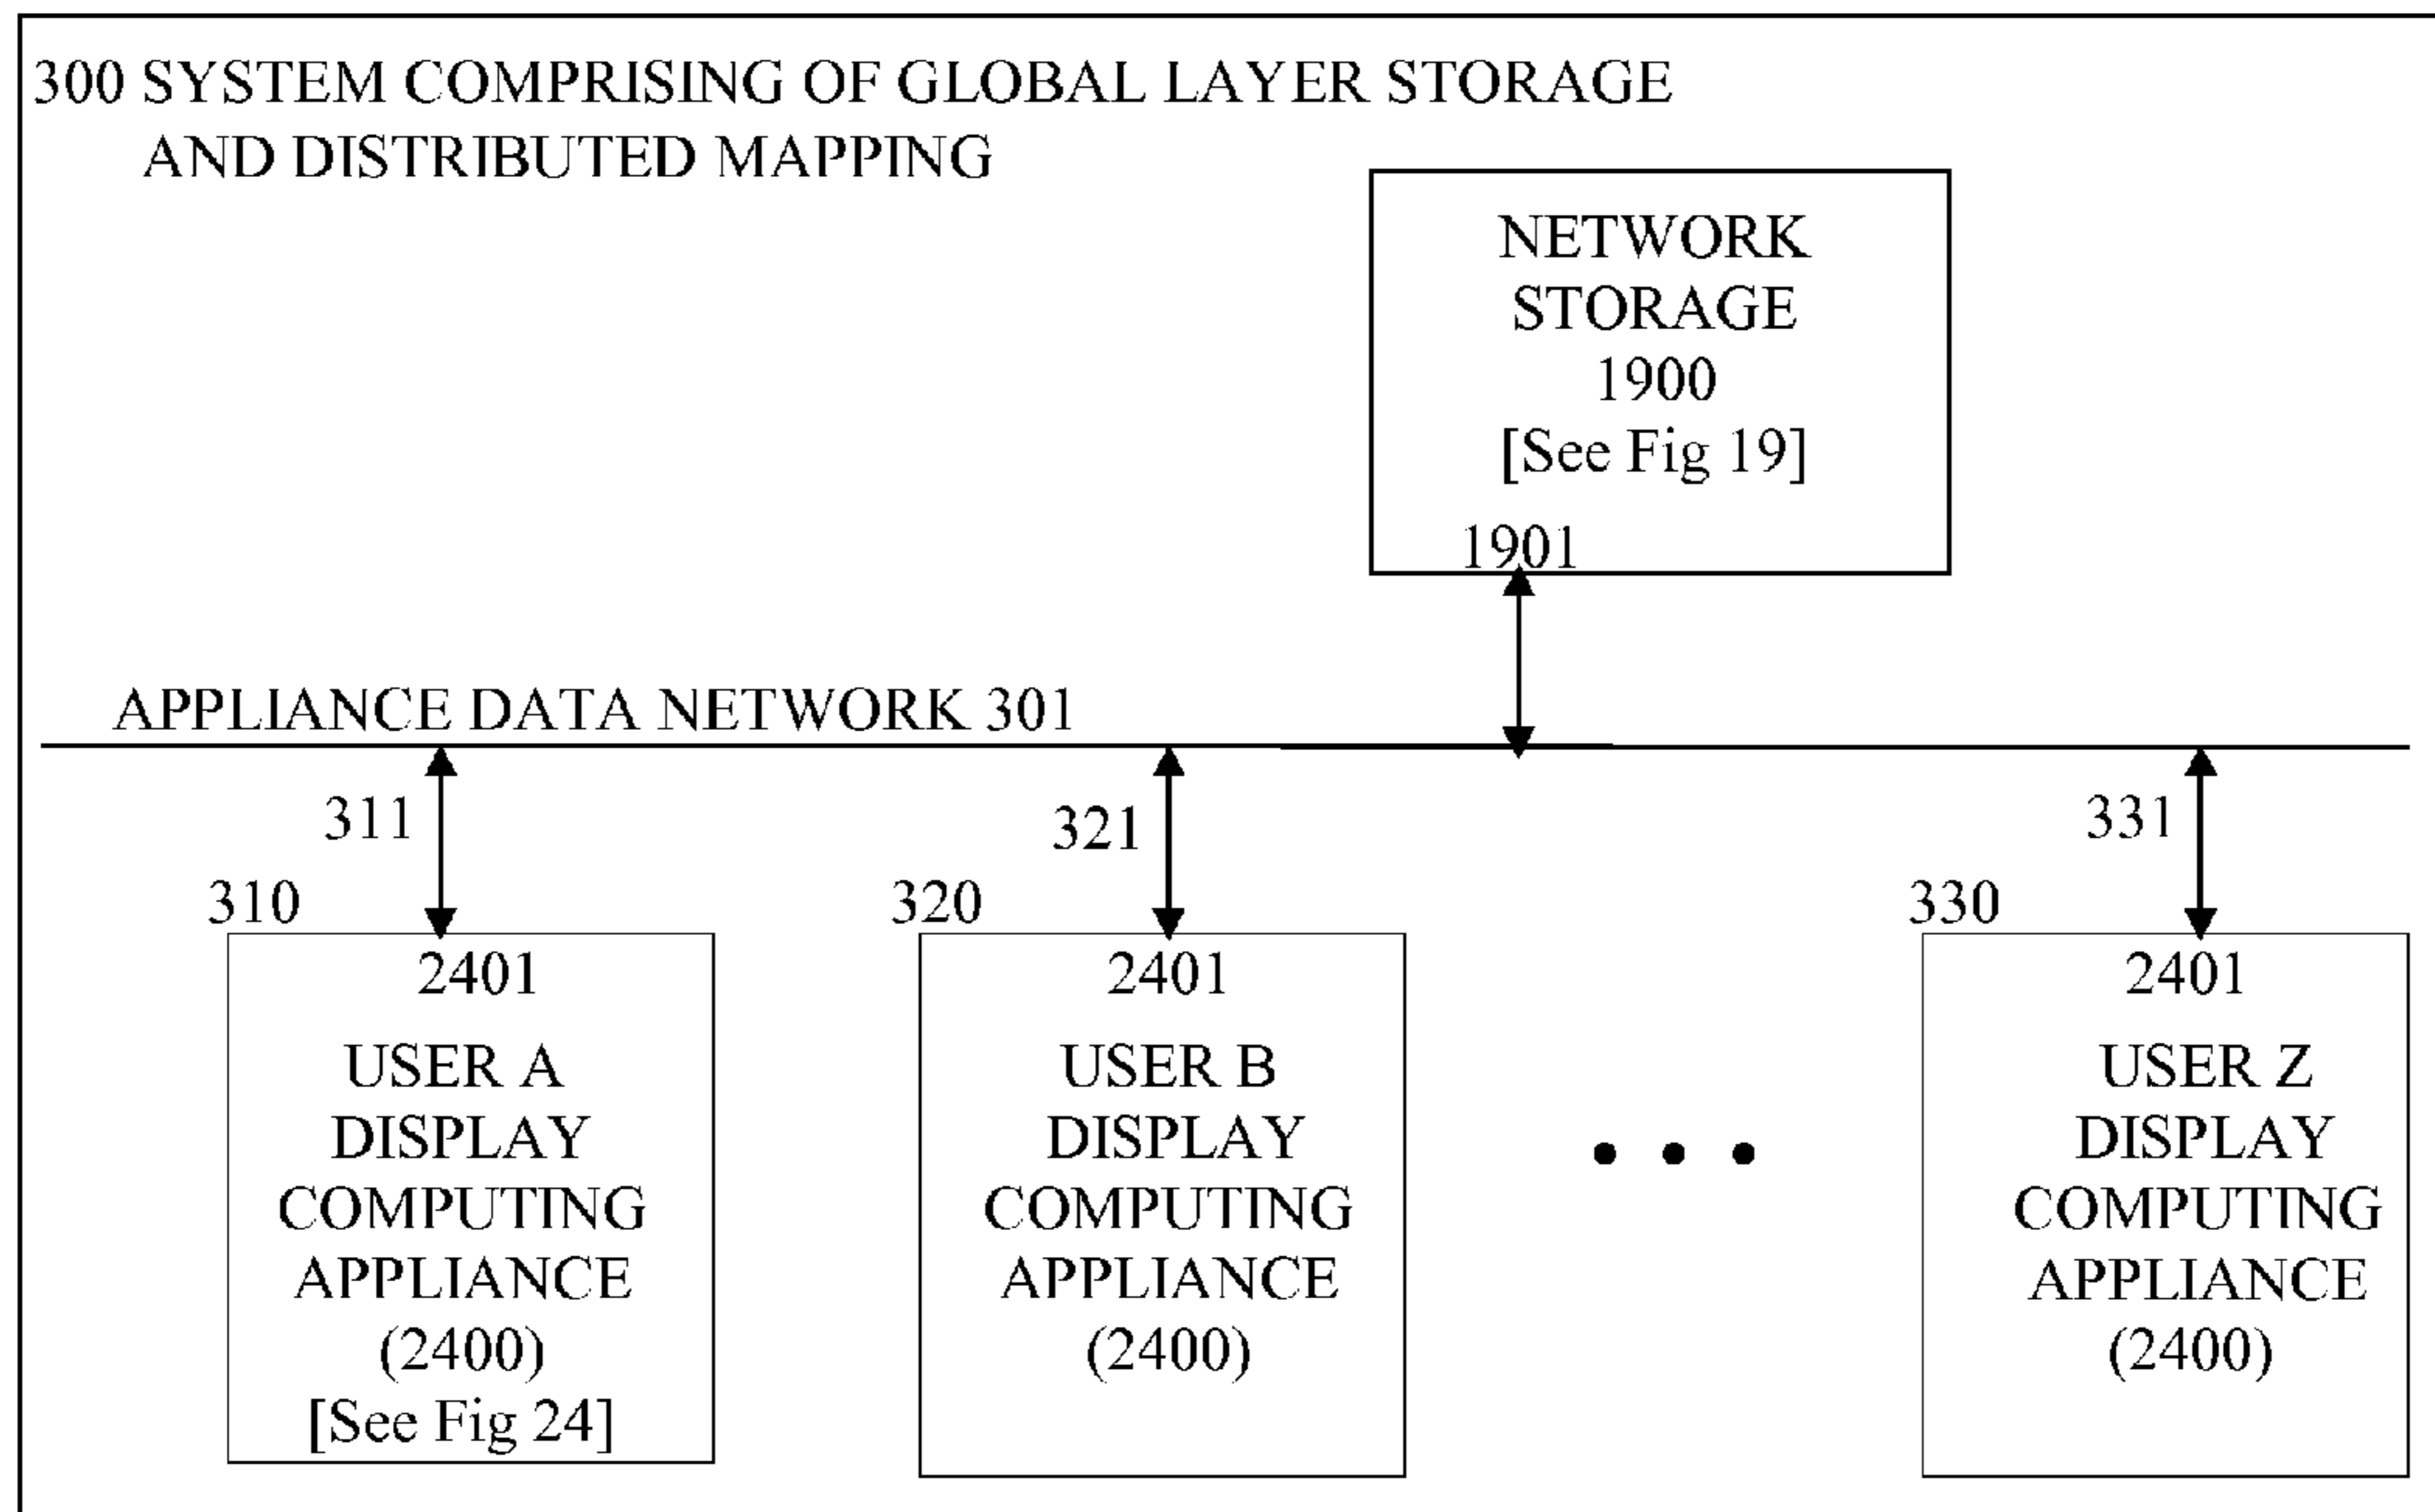 300 SYSTEM COMPRISING OF GLOBAL LAYER STORAGE
AND DISTRIBUTED MAPPING
NETWORK
STORAGE
1900
[See Fig 19]
1901
APPLIANCE DATA NETWORK 301
311
321
331
310
320
330
2401
USER A
DISPLAY
COMPUTING
APPLIANCE
(2400)
[See Fig 24]
2401
USER B
DISPLAY
COMPUTING
APPLIANCE
(2400)
• • •
2401
USER Z
DISPLAY
COMPUTING
APPLIANCE
(2400)